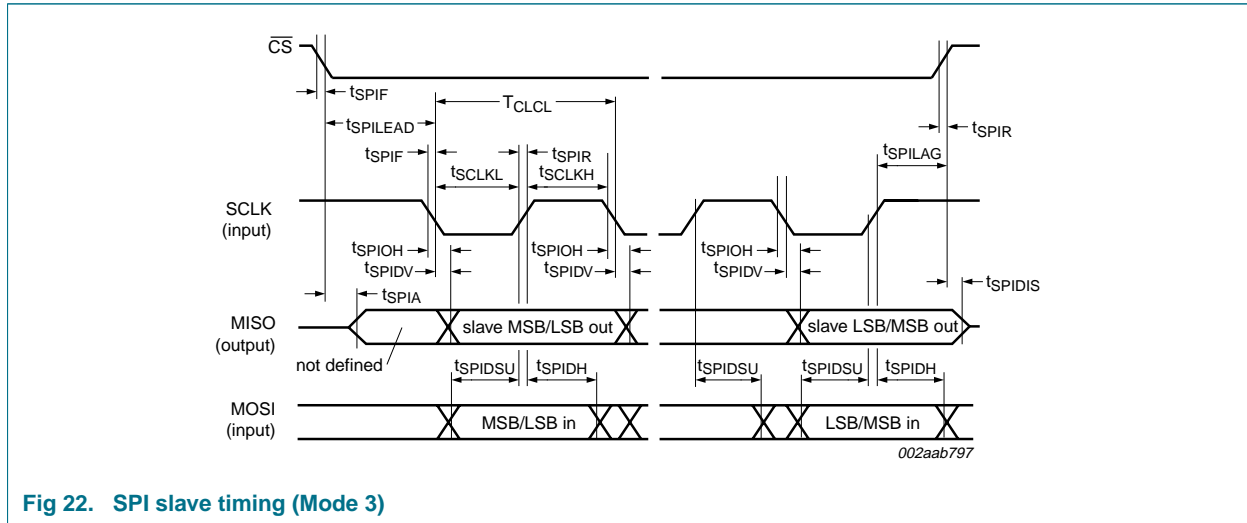 CS
tSPIF
TCLCL
tSPILEAD
tSPIR
tSPIF
tSPIR
tSPILAG
tSCLKL
tSCLKH
SCLK
(input)
tSPIOH
tSPIOH
tSPIOH
tSPIDV
tSPIDV
tSPIDV
tSPIDIS
tSPIA
MISO
(output)
slave MSB/LSB out
slave LSB/MSB out
not defined
tSPIDSU
tSPIDH
tSPIDSU
tSPIDSU
tSPIDH
MOSI
(input)
MSB/LSB in
LSB/MSB in
002aab797
Fig 22. SPI slave timing (Mode 3)